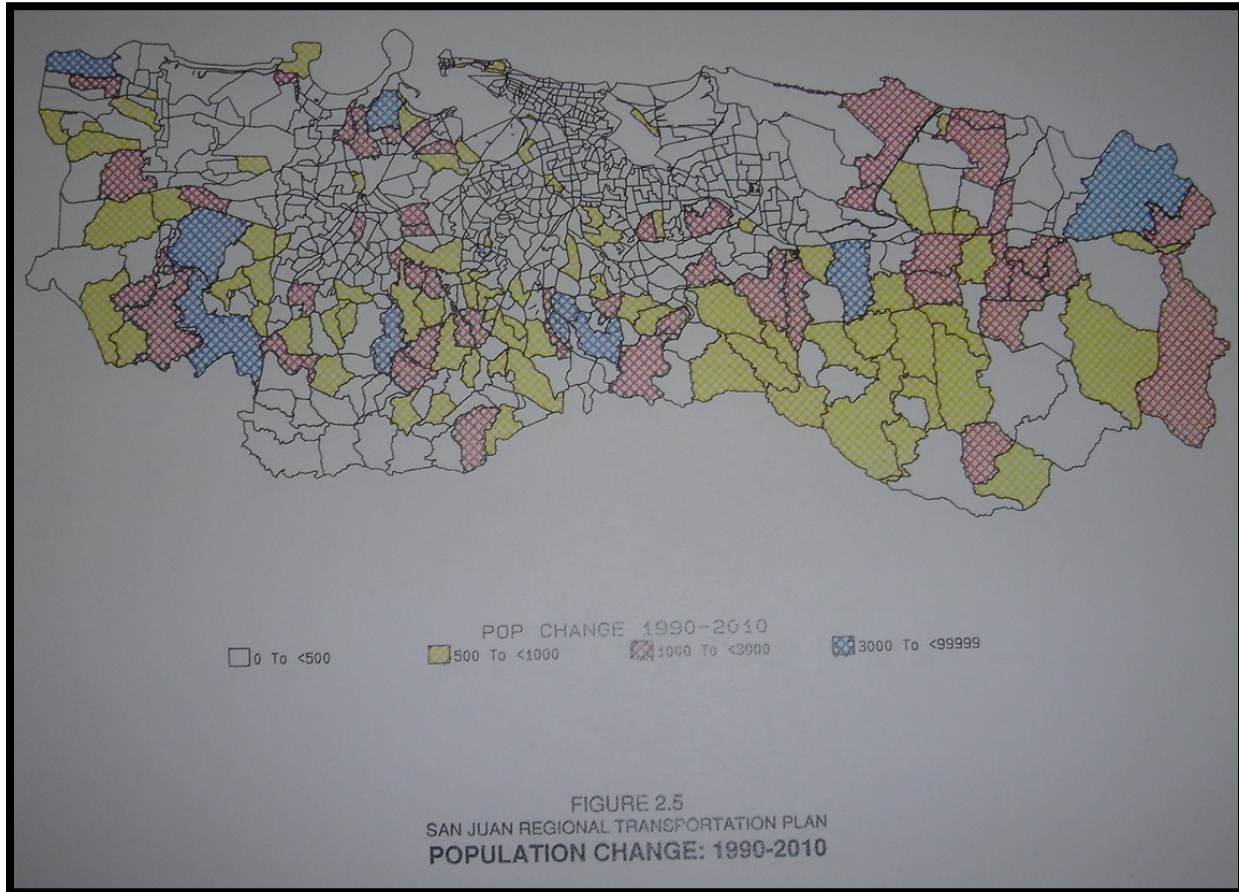 POP CHANGE 1990-2010
0 To <500 500 To <1000 1000 To <3000 3000 To <99999
FIGURE 2.5
SAN JUAN REGIONAL TRANSPORTATION PLAN
POPULATION CHANGE: 1990-2010